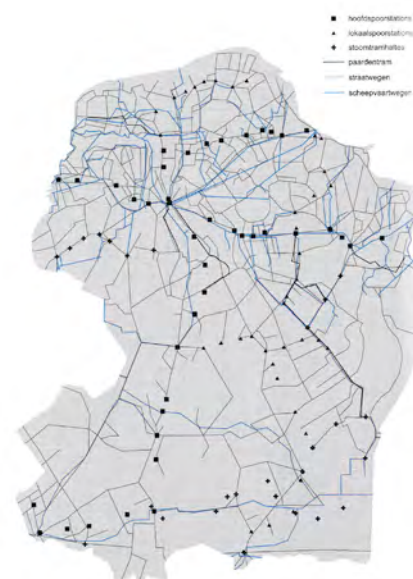 hoofdspoorstations
lokaalspoorstations
stoomtramhaltes
paardentram
straatwegen
scheepvaartwegen